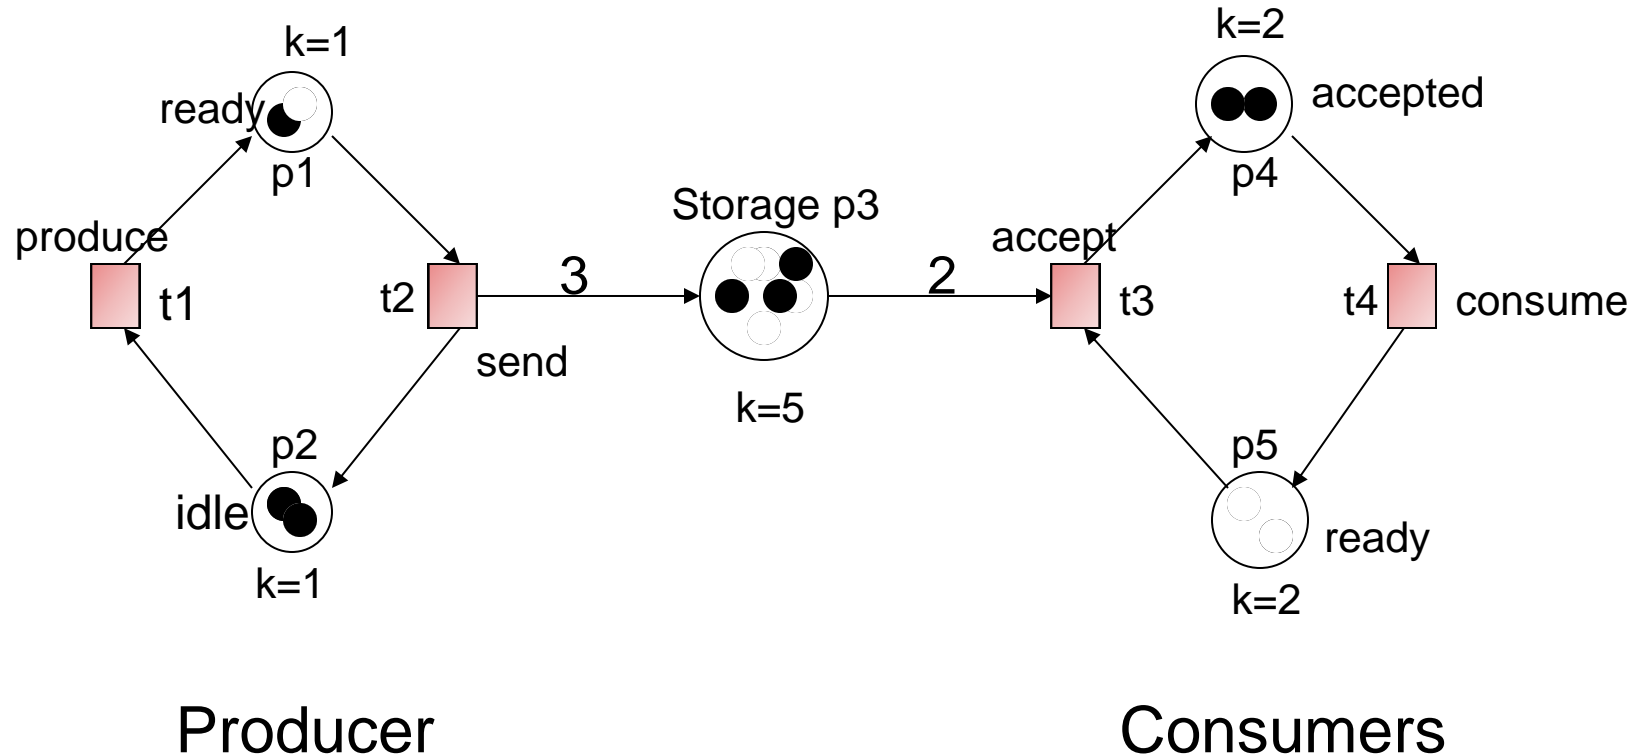 k=1
ready
p1
produce
t1
t2
send
p2
idle
k=1
3
Storage p3
k=5
2
accept
t3
k=2
accepted
p4
t4
consume
p5
ready
k=2
Producer
Consumers